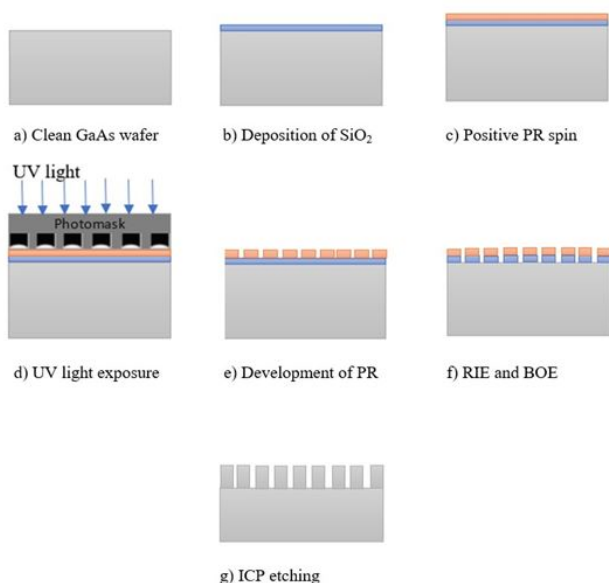 a) Clean GaAs wafer
b) Deposition of SiO₂
c) Positive PR spin
UV light
Photomask
d) UV light exposure
e) Development of PR
f) RIE and BOE
g) ICP etching